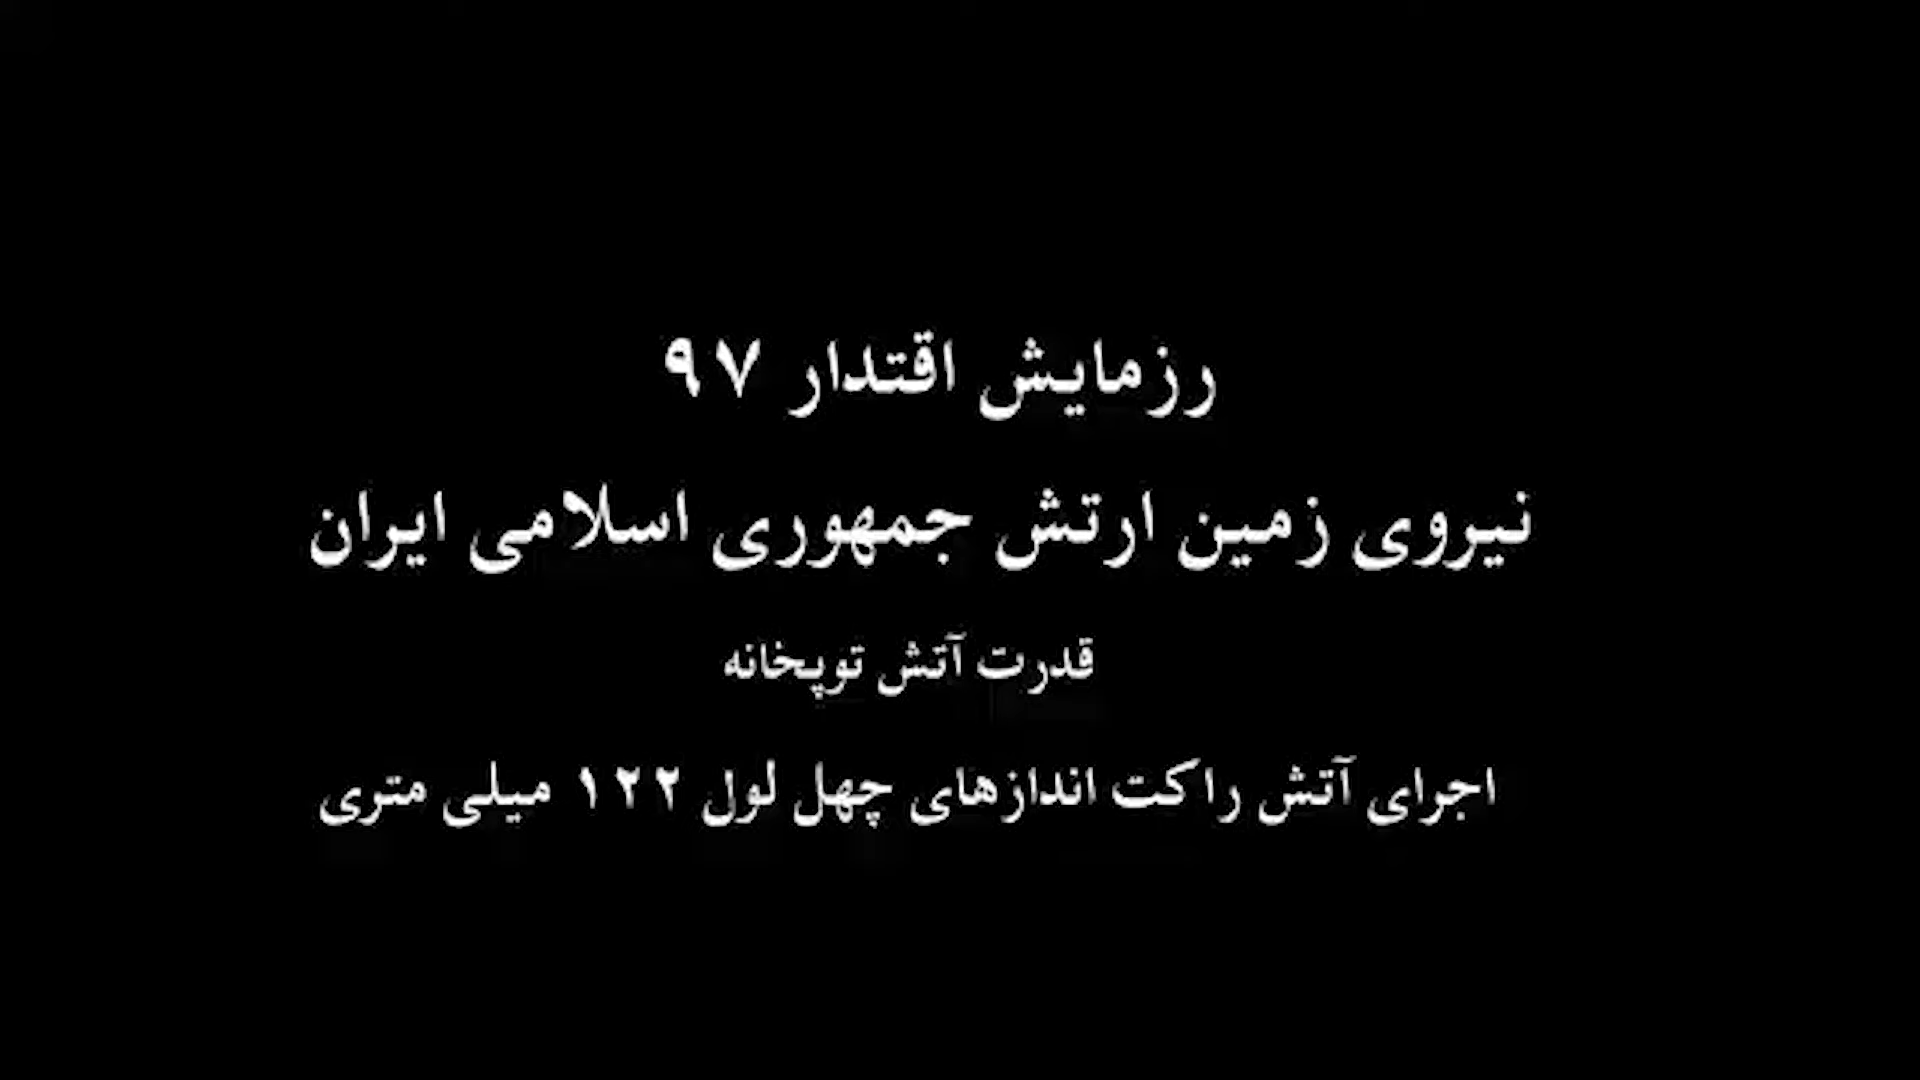 رزمایش اقتدار ۹۷
نیروی زمین ارتش جمهوری اسلامی ایران
قدرت آتش توپخانه
اجرای آتش راکت اندازهای چهل لول ۱۲۲ میلی متری